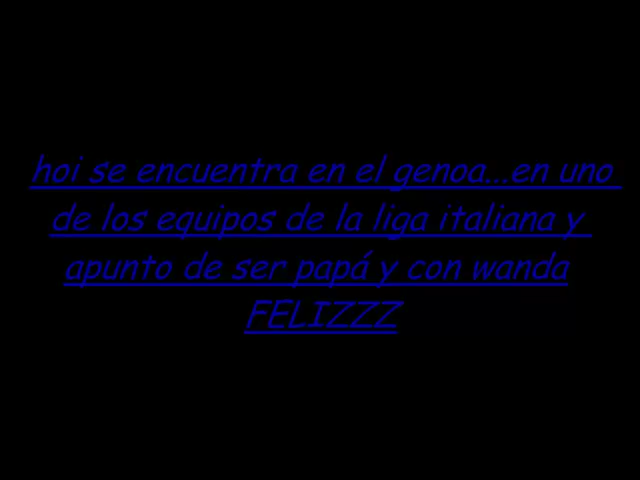 hoi se encuentra en el genoa...en uno
de los equipos de la liga italiana y
apunto de ser papá y con wanda
FELIZZZ